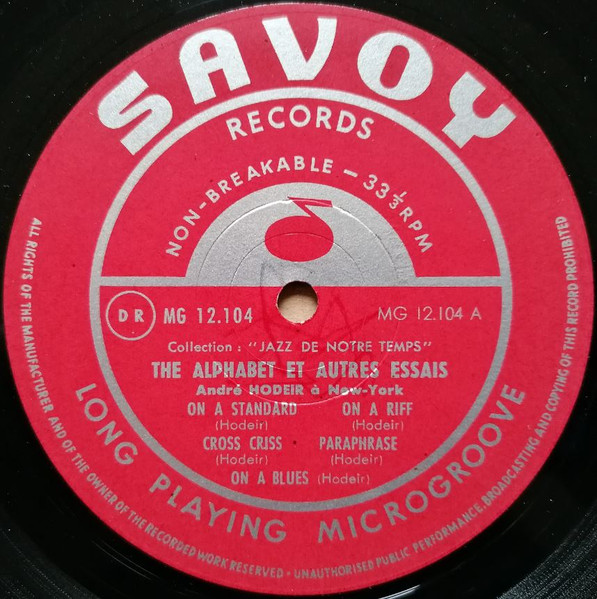 SAVOY
RECORDS
NON-BREAKABLE – 33⅓ RPM
DR MG 12.104 MG 12.104 A
Collection : "JAZZ DE NOTRE TEMPS"
THE ALPHABET ET AUTRES ESSAIS
André HODEIR à New-York
ON A STANDARD ON A RIFF
(Hodeir) (Hodeir)
CROSS CRISS PARAPHRASE
(Hodeir) (Hodeir)
ON A BLUES (Hodeir)
LONG PLAYING MICROGROOVE
ALL RIGHTS OF THE MANUFACTURER AND OF THE OWNER OF THE RECORDED WORK RESERVED - UNAUTHORISED PUBLIC PERFORMANCE, BROADCASTING AND COPYING OF THIS RECORD PROHIBITED